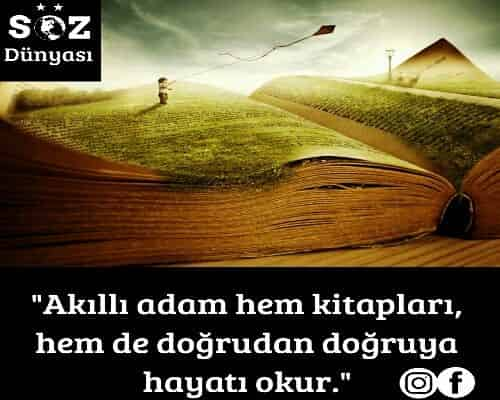 SÖZ
Dünyası
"Akıllı adam hem kitapları,
hem de doğrudan doğruya
hayatı okur."